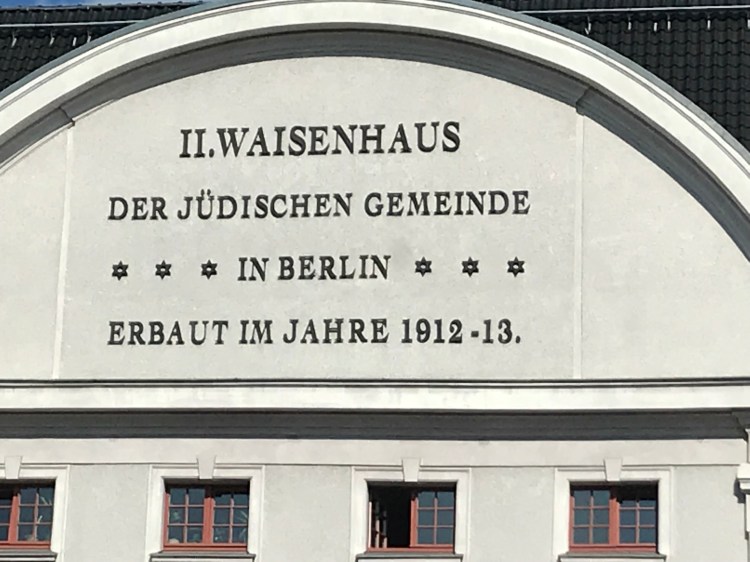 II.WAISENHAUS
DER JÜDISCHEN GEMEINDE
✡ ✡ ✡ IN BERLIN ✡ ✡ ✡
ERBAUT IM JAHRE 1912-13.